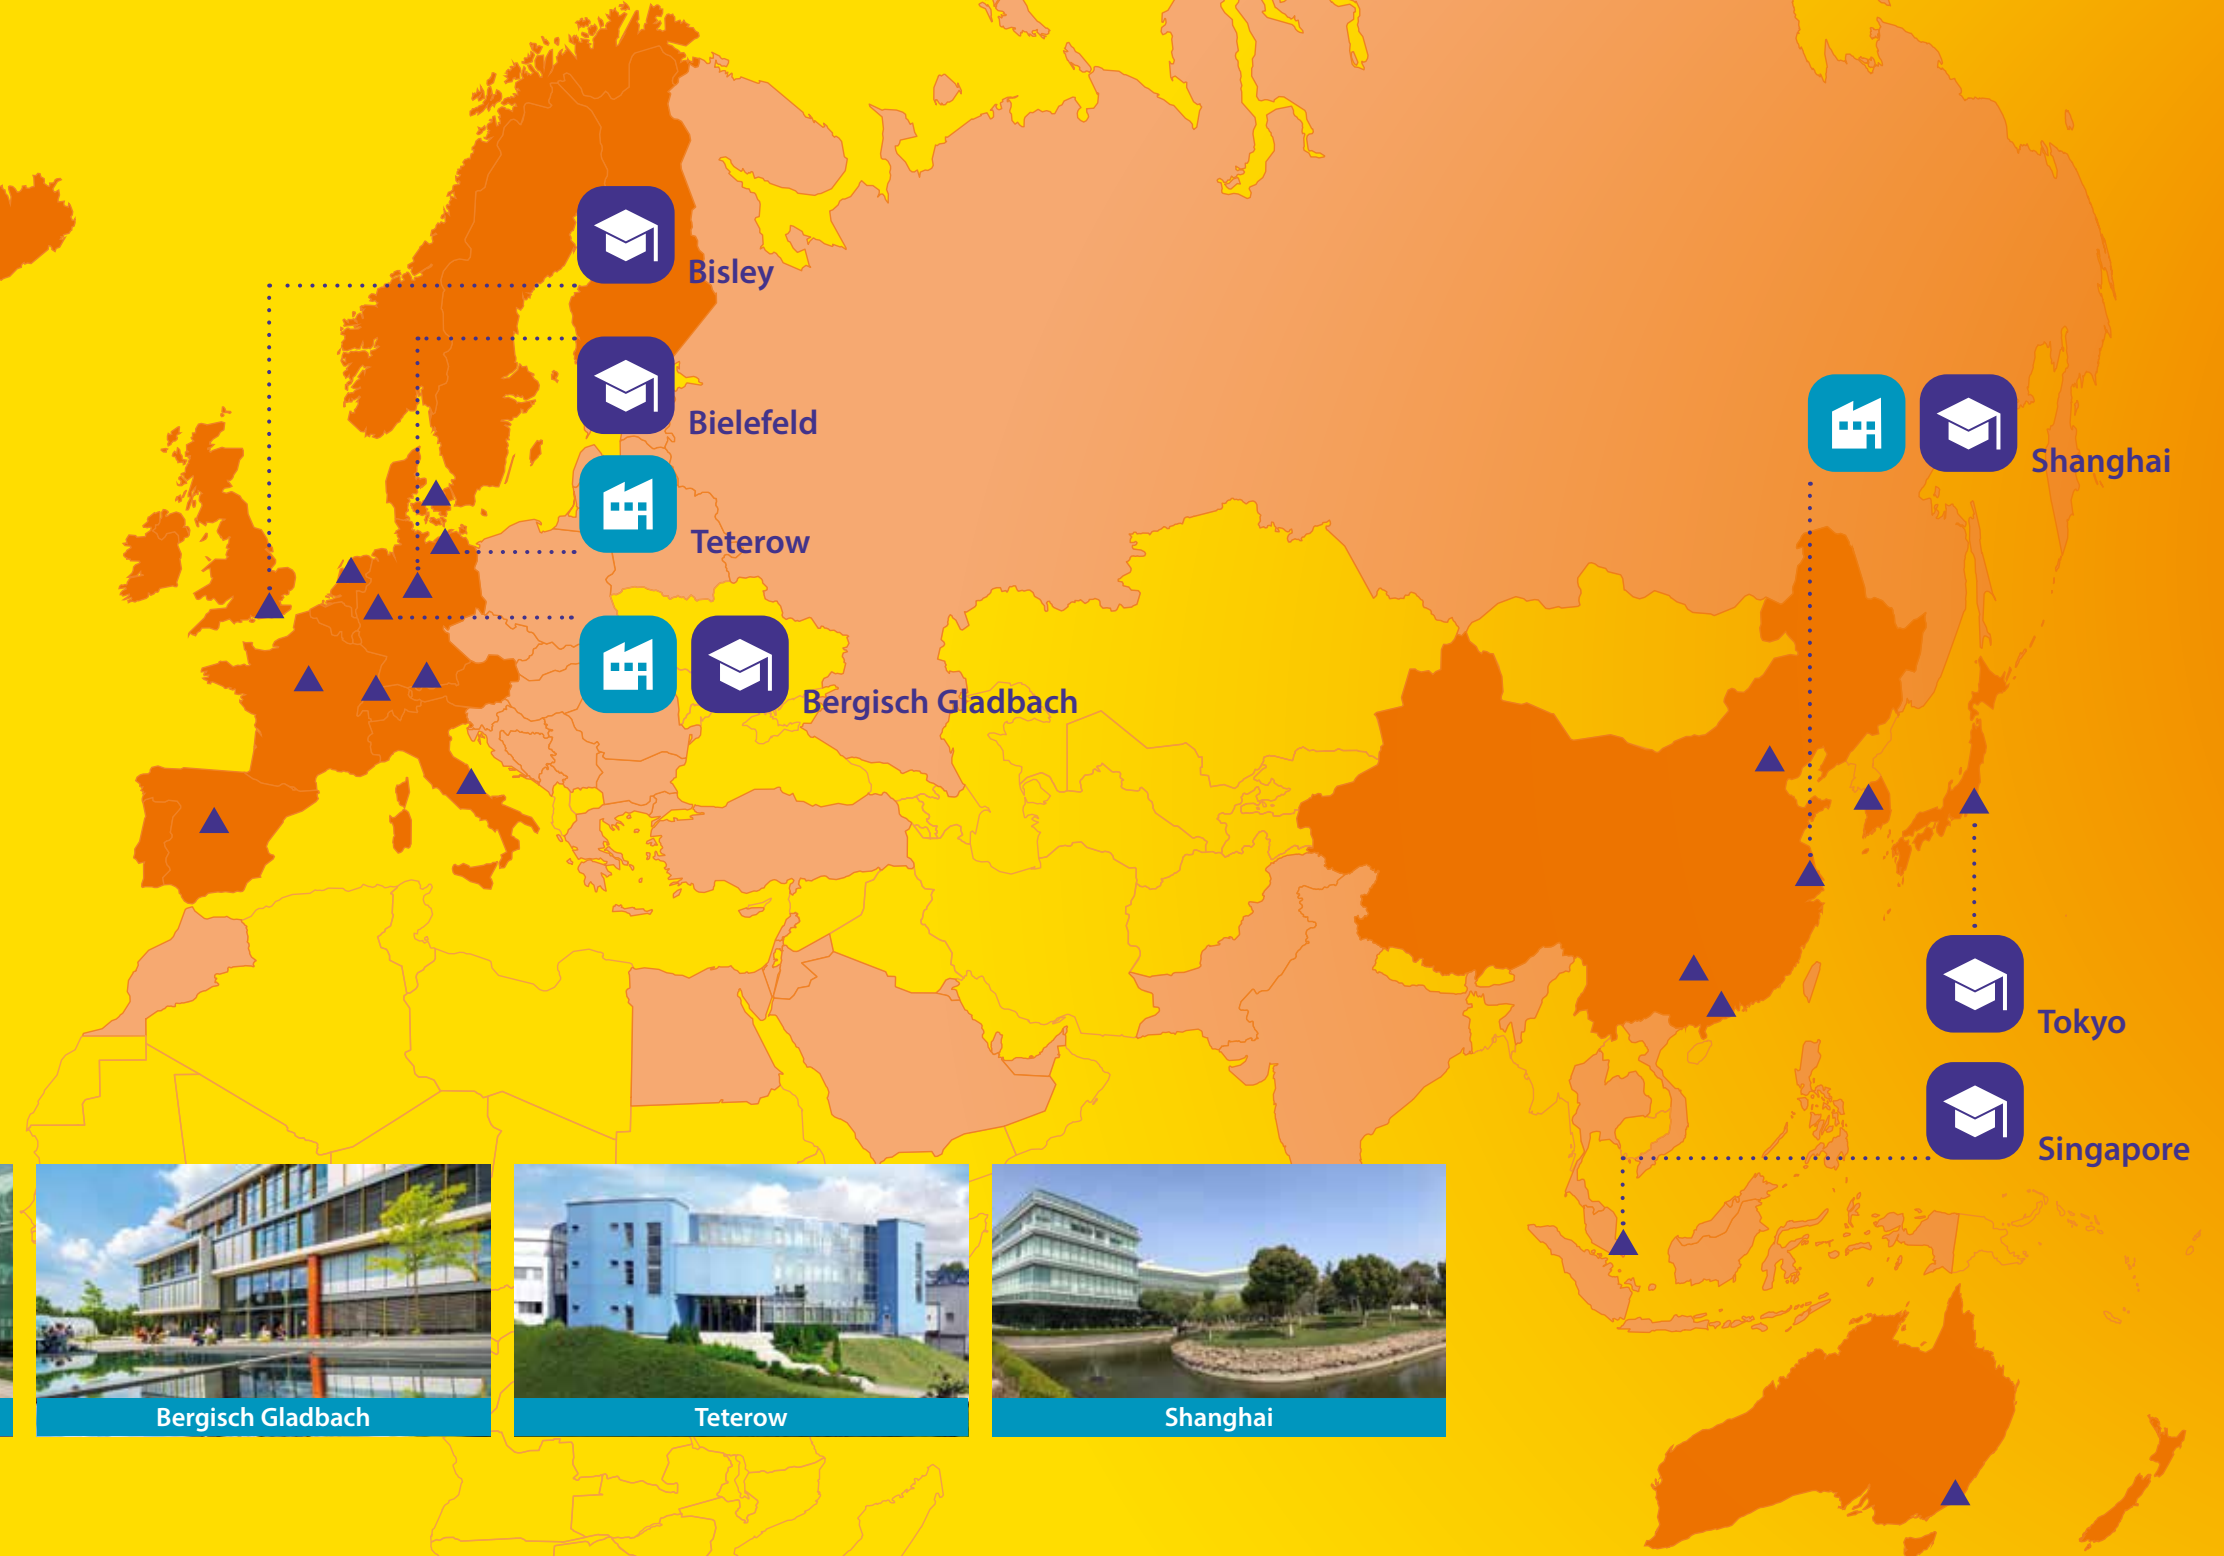 Bisley
Bielefeld
Shanghai
Teterow
Bergisch Gladbach
Tokyo
Singapore
Bergisch Gladbach
Teterow
Shanghai